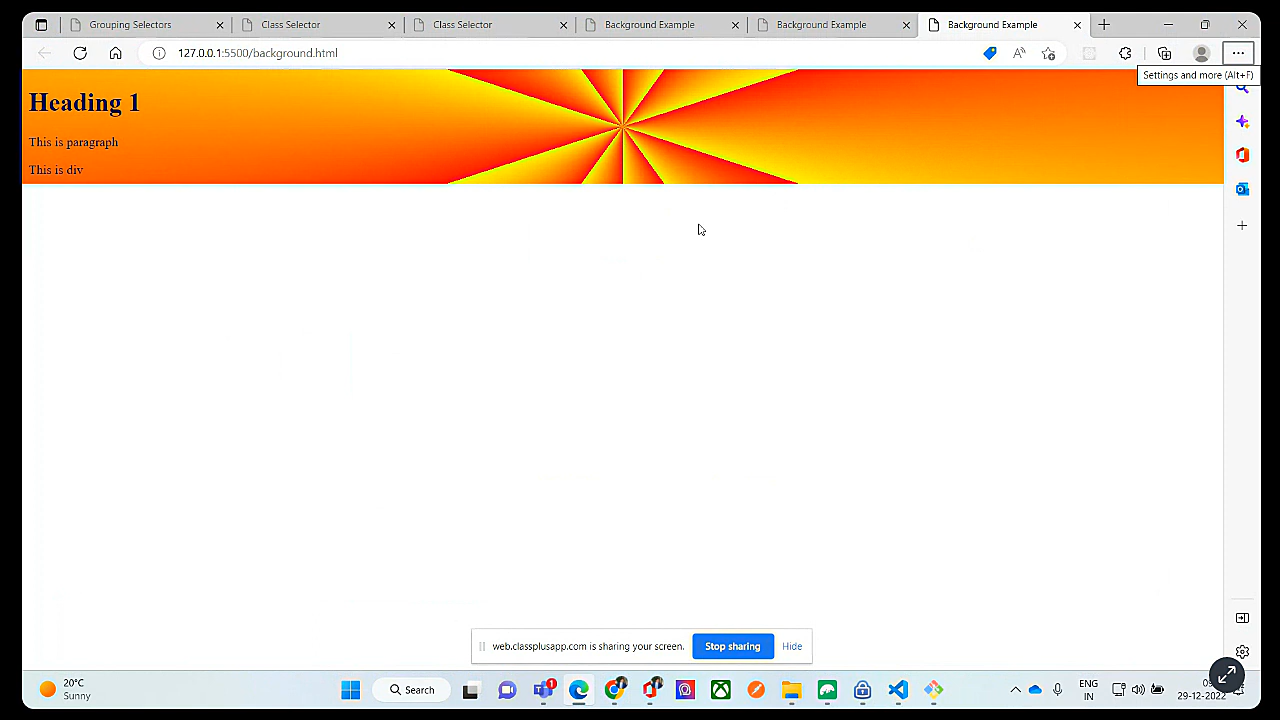 Grouping Selectors
Class Selector
Class Selector
Background Example
Background Example
Background Example
127.0.0.1:5500/background.html
Settings and more (Alt+F)
Heading 1
This is paragraph
This is div
web.classplusapp.com is sharing your screen.
Stop sharing
Hide
20°C
Sunny
Search
1
ENG
IN
29-12-2022